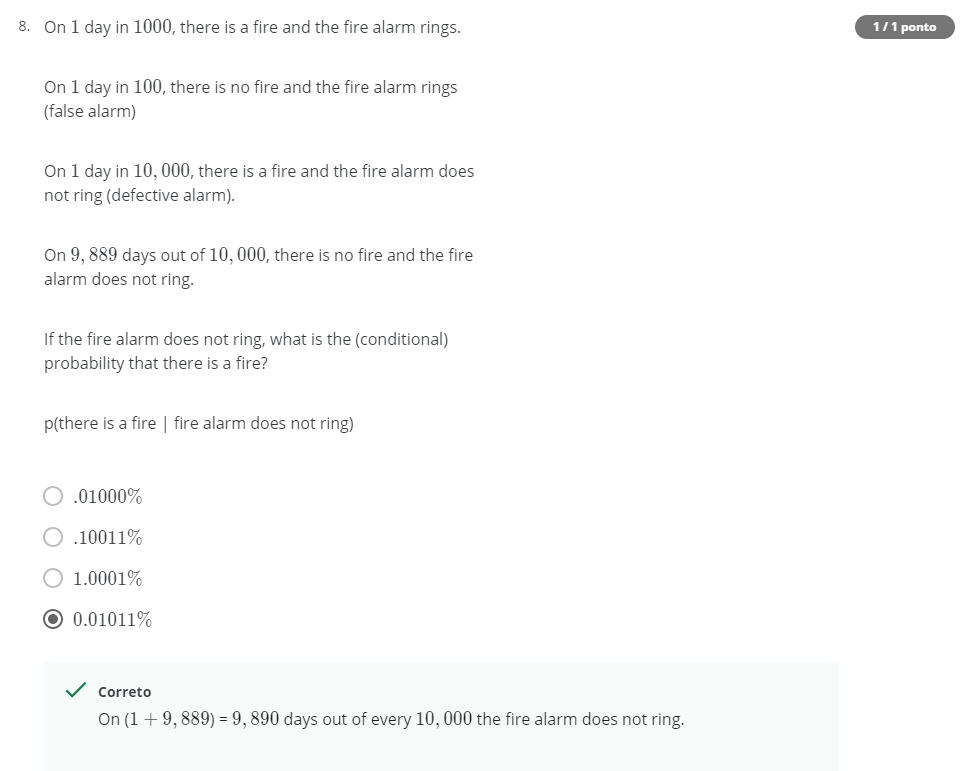 8. On 1 day in 1000, there is a fire and the fire alarm rings.
1 / 1 ponto
On 1 day in 100, there is no fire and the fire alarm rings
(false alarm)
On 1 day in 10, 000, there is a fire and the fire alarm does
not ring (defective alarm).
On 9, 889 days out of 10, 000, there is no fire and the fire
alarm does not ring.
If the fire alarm does not ring, what is the (conditional)
probability that there is a fire?
p(there is a fire | fire alarm does not ring)
.01000%
.10011%
1.0001%
0.01011%
Correto
On (1 + 9, 889) = 9, 890 days out of every 10, 000 the fire alarm does not ring.